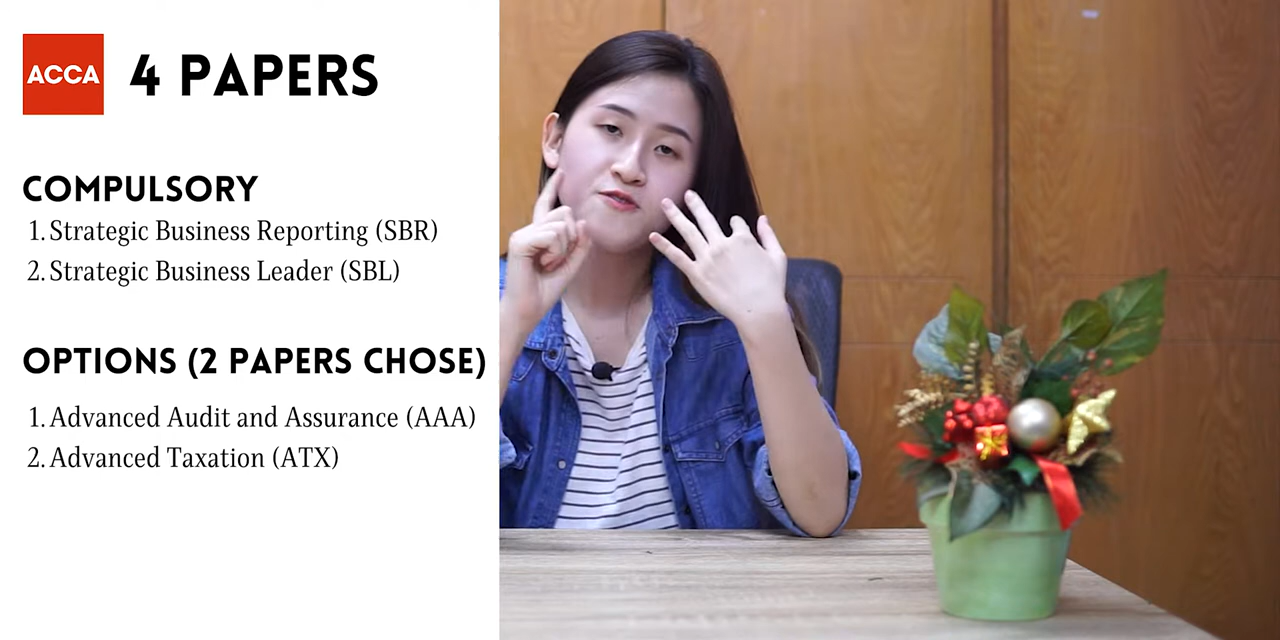 ACCA
4 PAPERS
COMPULSORY
1. Strategic Business Reporting (SBR)
2. Strategic Business Leader (SBL)
OPTIONS (2 PAPERS CHOSE)
1. Advanced Audit and Assurance (AAA)
2. Advanced Taxation (ATX)